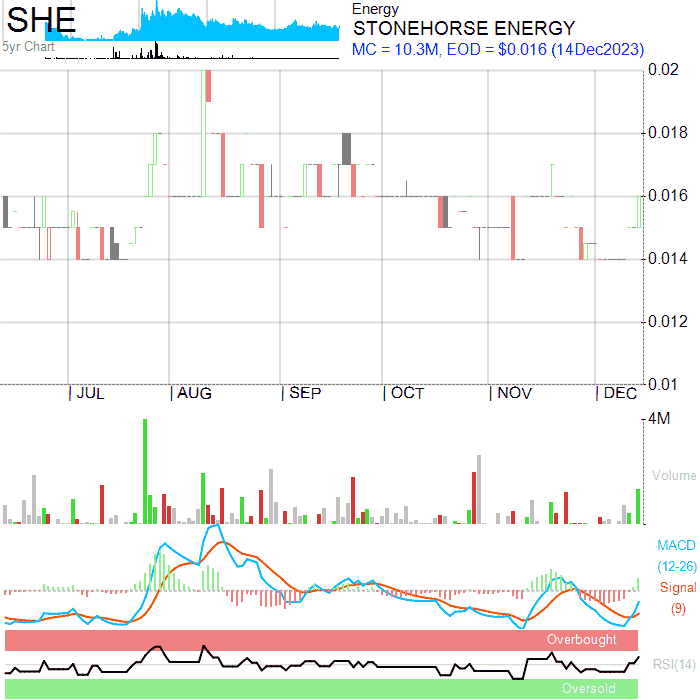 SHE
5yr Chart
Energy
STONEHORSE ENERGY
MC = 10.3M, EOD = $0.016 (14Dec2023)
0.02
0.018
0.016
0.014
0.012
0.01
JUL AUG SEP OCT NOV DEC
4M
Volume
MACD
(12-26)
Signal
(9)
Overbought
RSI(14)
Oversold